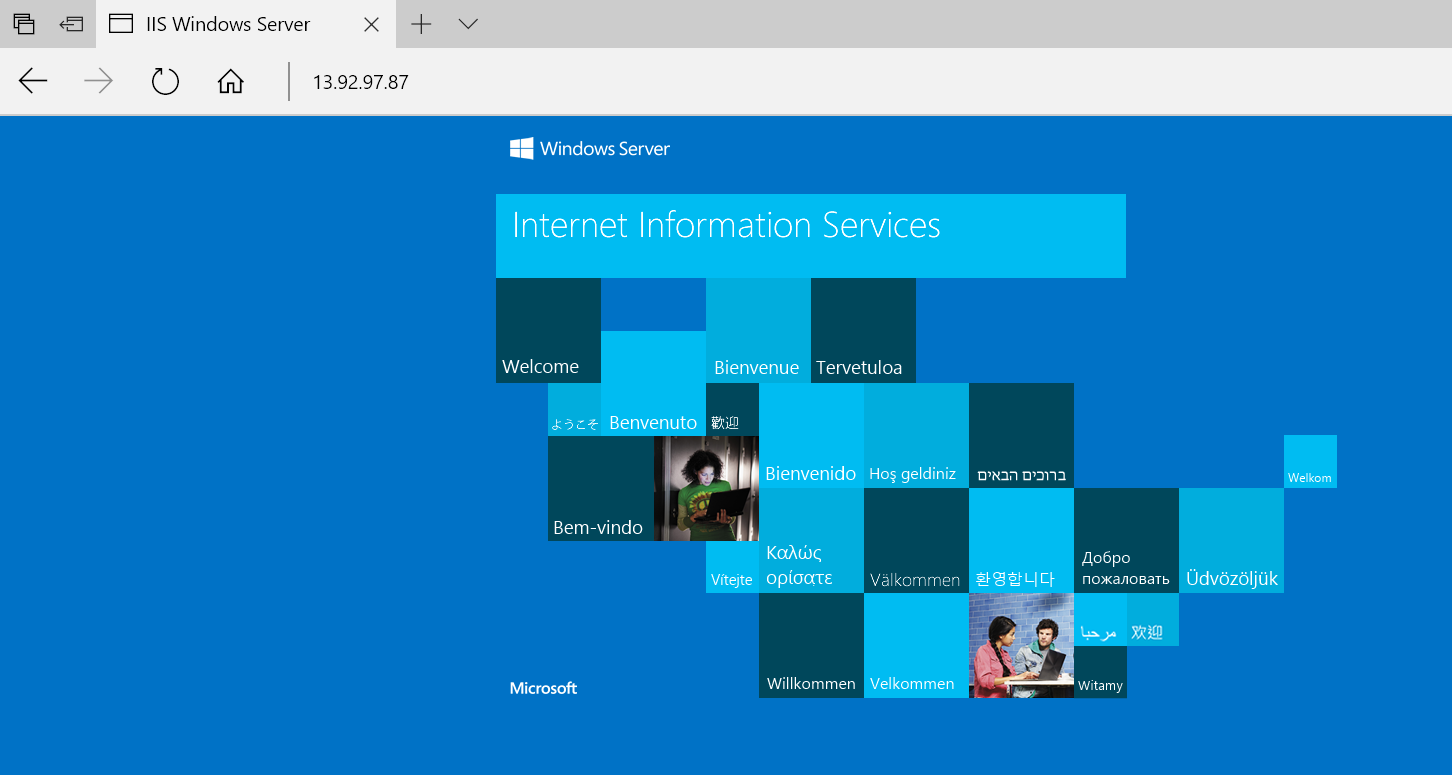 IIS Windows Server
13.92.97.87
Windows Server
Internet Information Services
Welcome
Bienvenue
Tervetuloa
ようこそ
Benvenuto
歡迎
Bienvenido
Hoş geldiniz
ברוכים הבאים
Welkom
Bem-vindo
Vítejte
Καλώς
ορίσατε
Välkommen
환영합니다
Добро
пожаловать
Üdvözöljük
مرحبا
欢迎
Willkommen
Velkommen
Witamy
Microsoft